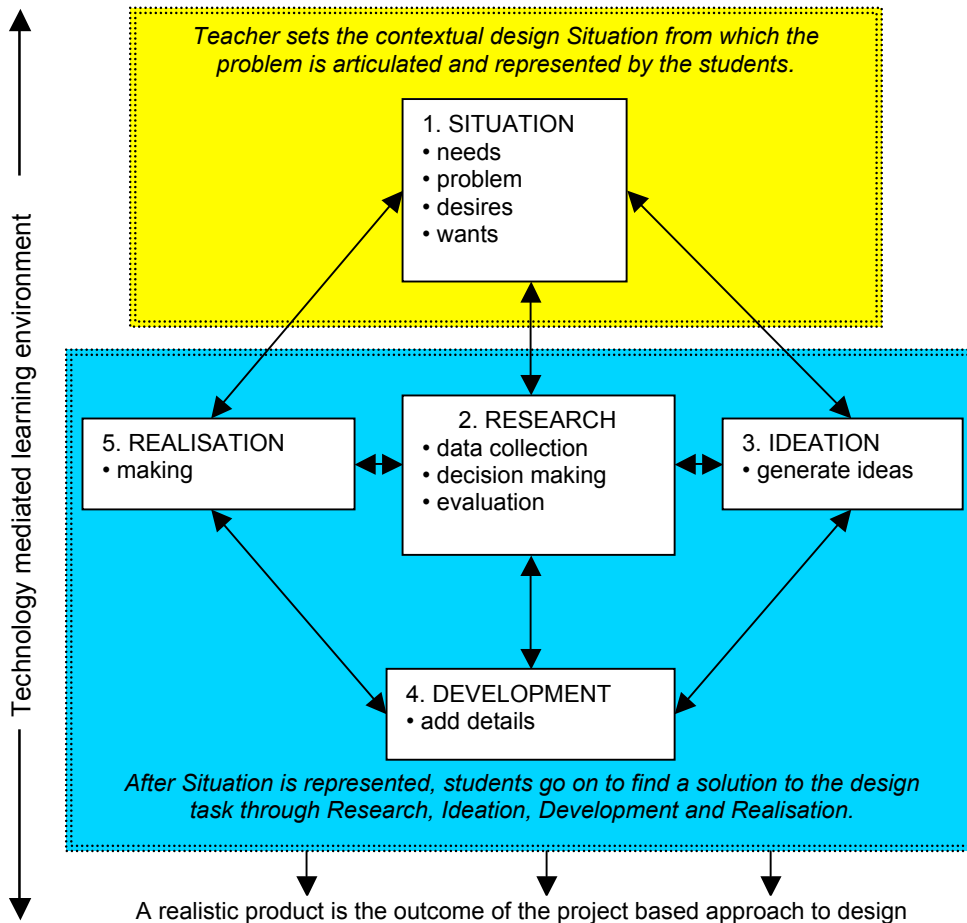 Teacher sets the contextual design Situation from which the
problem is articulated and represented by the students.
1. SITUATION
• needs
• problem
• desires
• wants
Technology mediated learning environment
5. REALISATION
• making
2. RESEARCH
• data collection
• decision making
• evaluation
3. IDEATION
• generate ideas
4. DEVELOPMENT
• add details
After Situation is represented, students go on to find a solution to the design
task through Research, Ideation, Development and Realisation.
A realistic product is the outcome of the project based approach to design